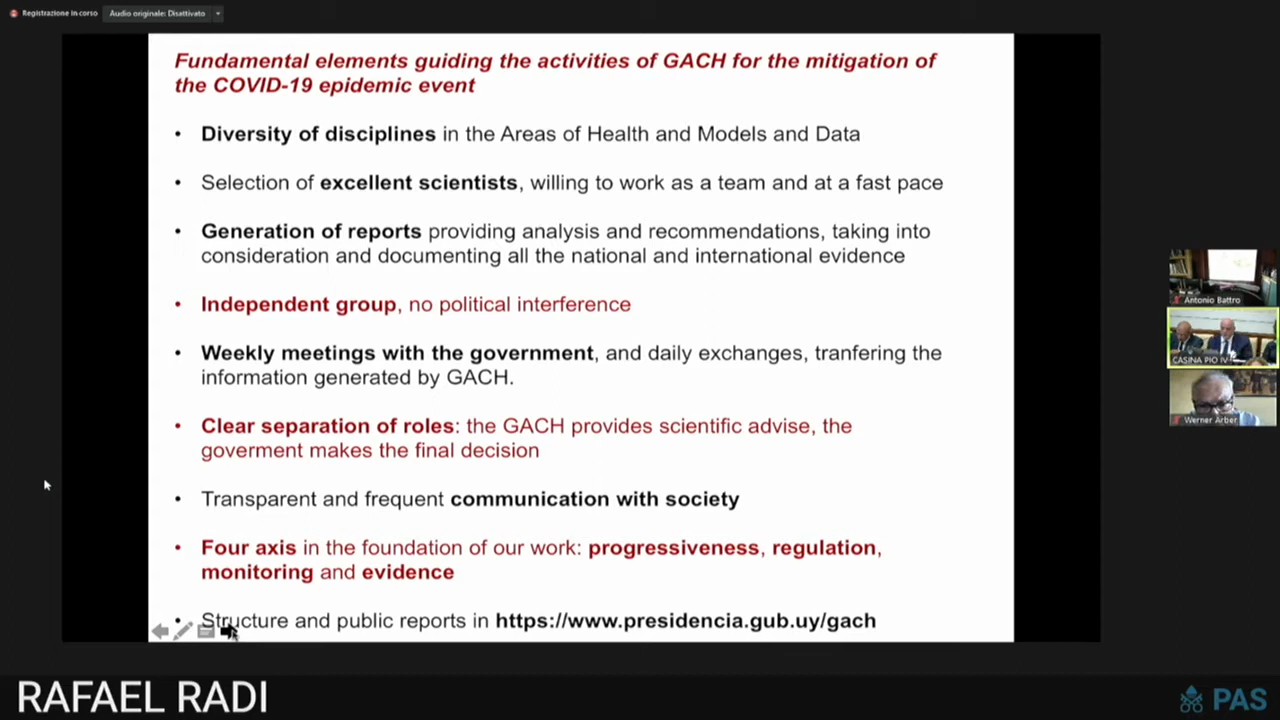 Registrazione in corso
Audio originale: Disattivato
Fundamental elements guiding the activities of GACH for the mitigation of
the COVID-19 epidemic event
• Diversity of disciplines in the Areas of Health and Models and Data
• Selection of excellent scientists, willing to work as a team and at a fast pace
• Generation of reports providing analysis and recommendations, taking into
consideration and documenting all the national and international evidence
• Independent group, no political interference
• Weekly meetings with the government, and daily exchanges, tranfering the
information generated by GACH.
• Clear separation of roles: the GACH provides scientific advise, the
goverment makes the final decision
• Transparent and frequent communication with society
• Four axis in the foundation of our work: progressiveness, regulation,
monitoring and evidence
• Structure and public reports in https://www.presidencia.gub.uy/gach
Antonio Battro
CASINA PIO IV
Werner Arber
RAFAEL RADI
PAS